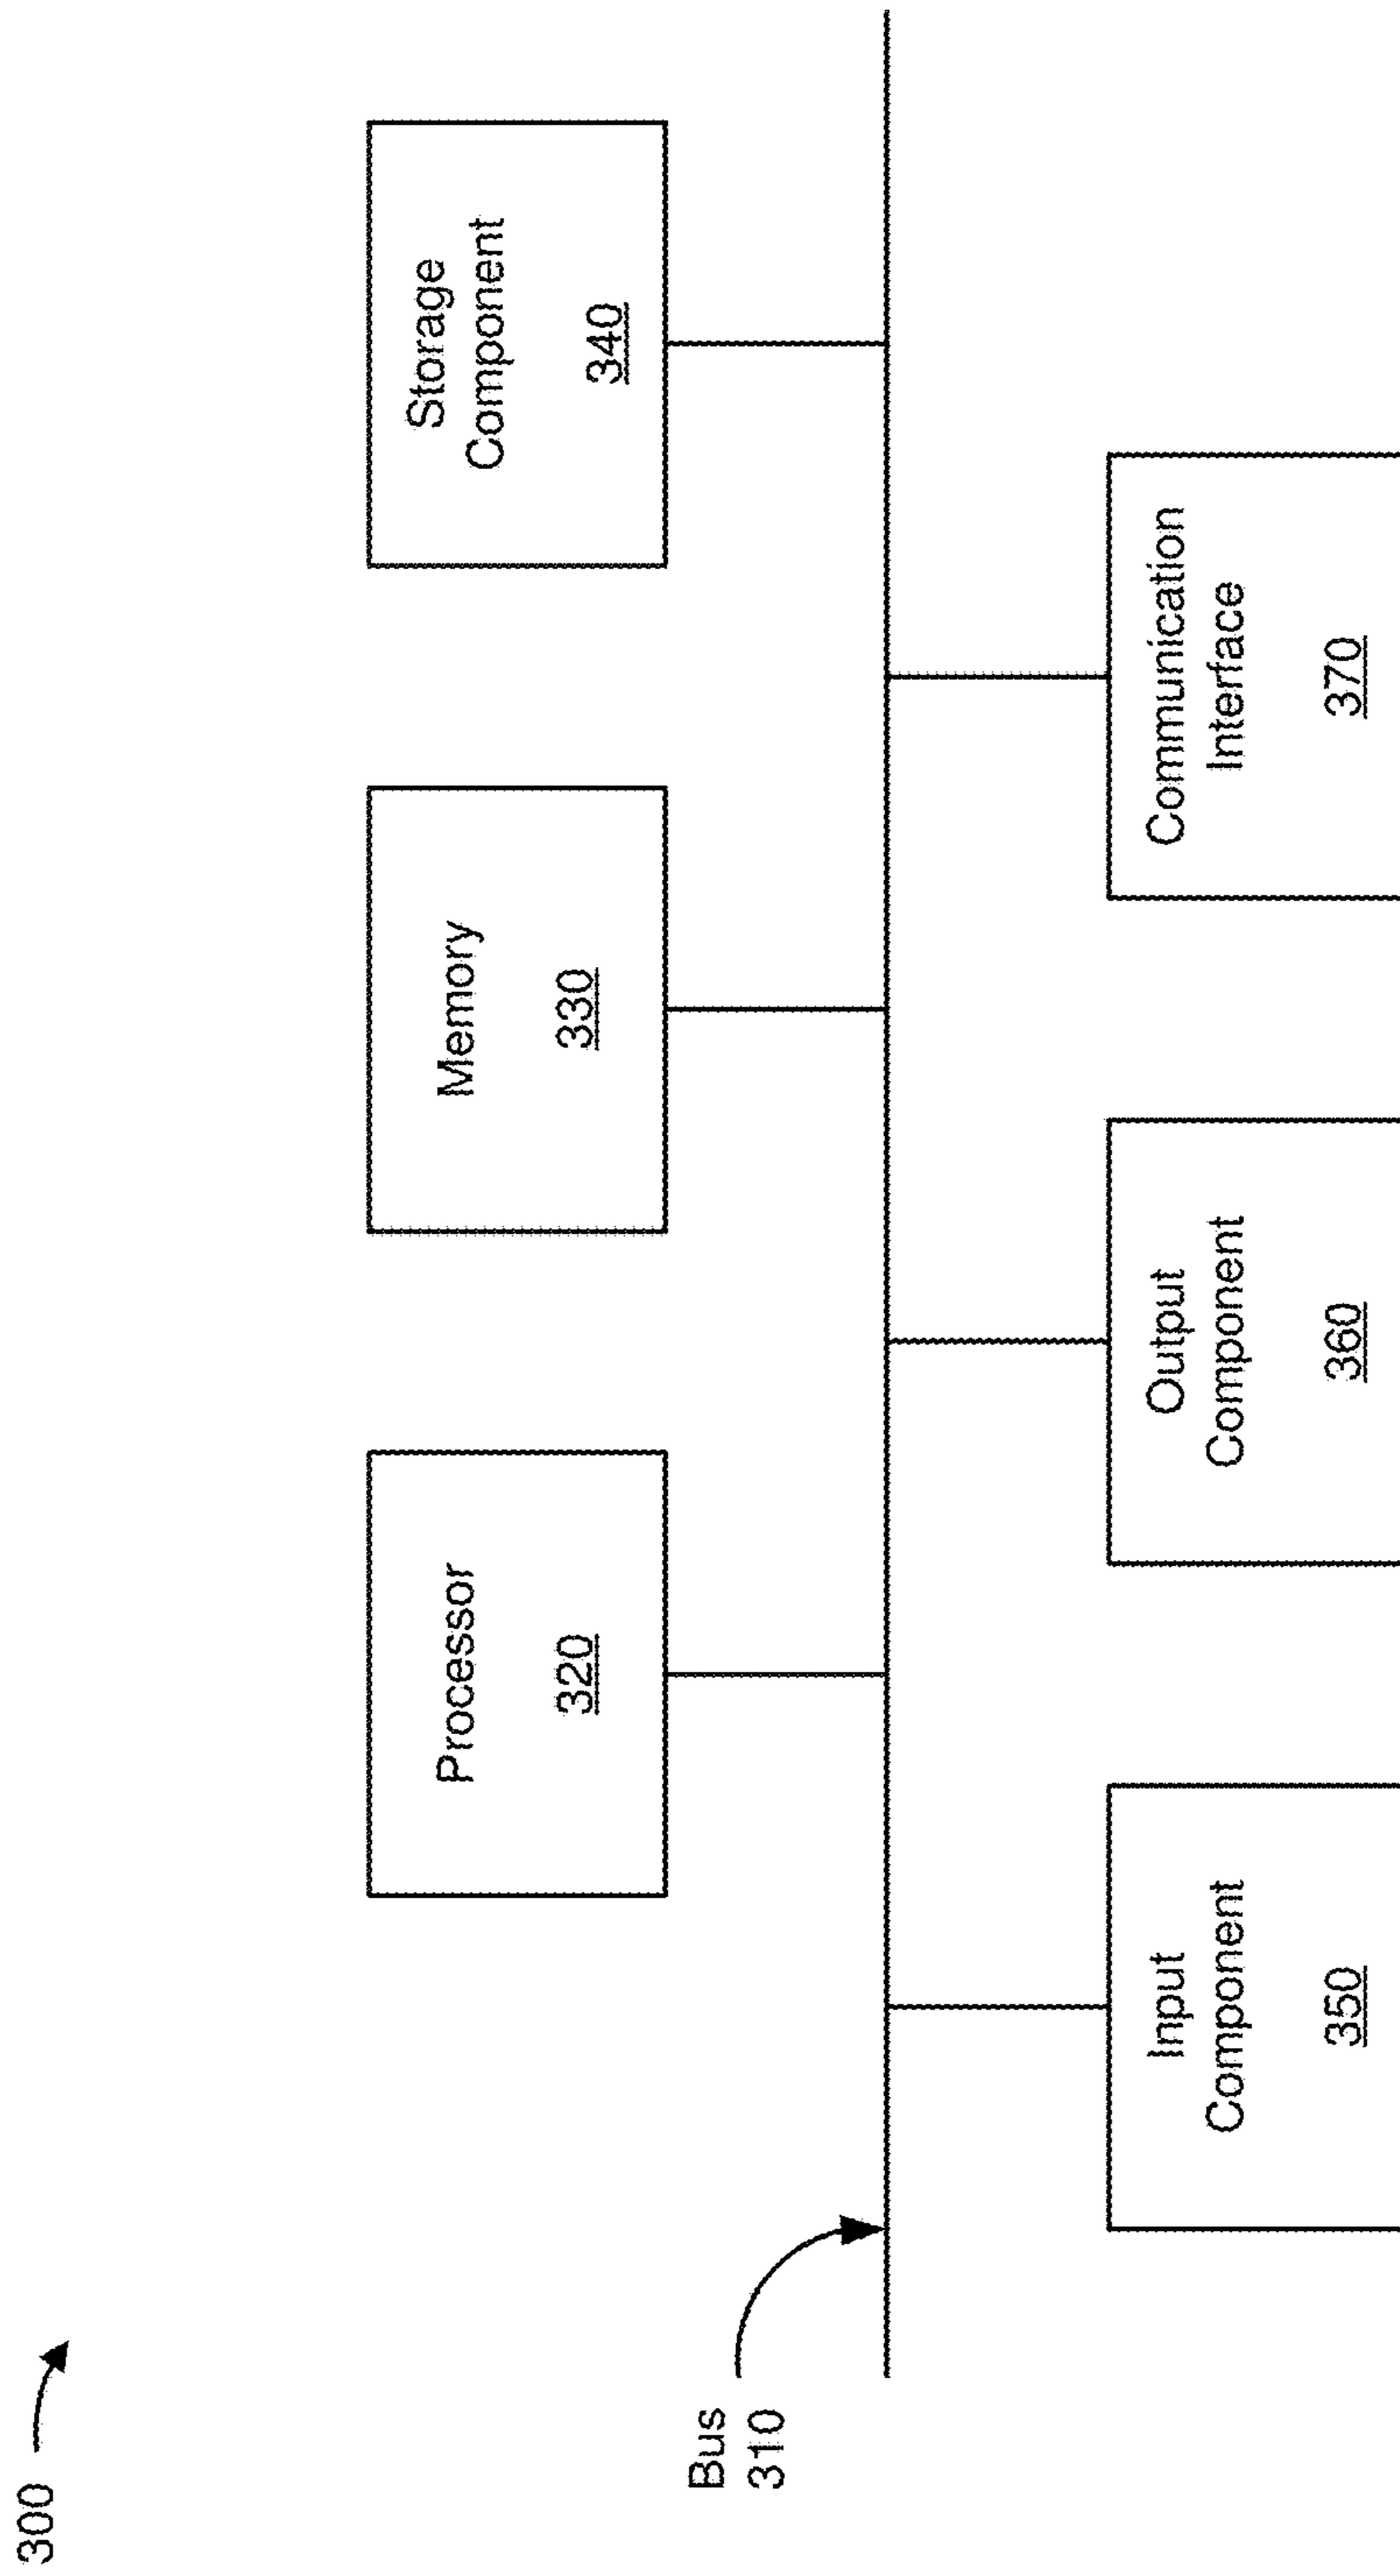 300
Processor
320
Memory
330
Storage
Component
340
Bus
310
Input
Component
350
Output
Component
360
Communication
Interface
370